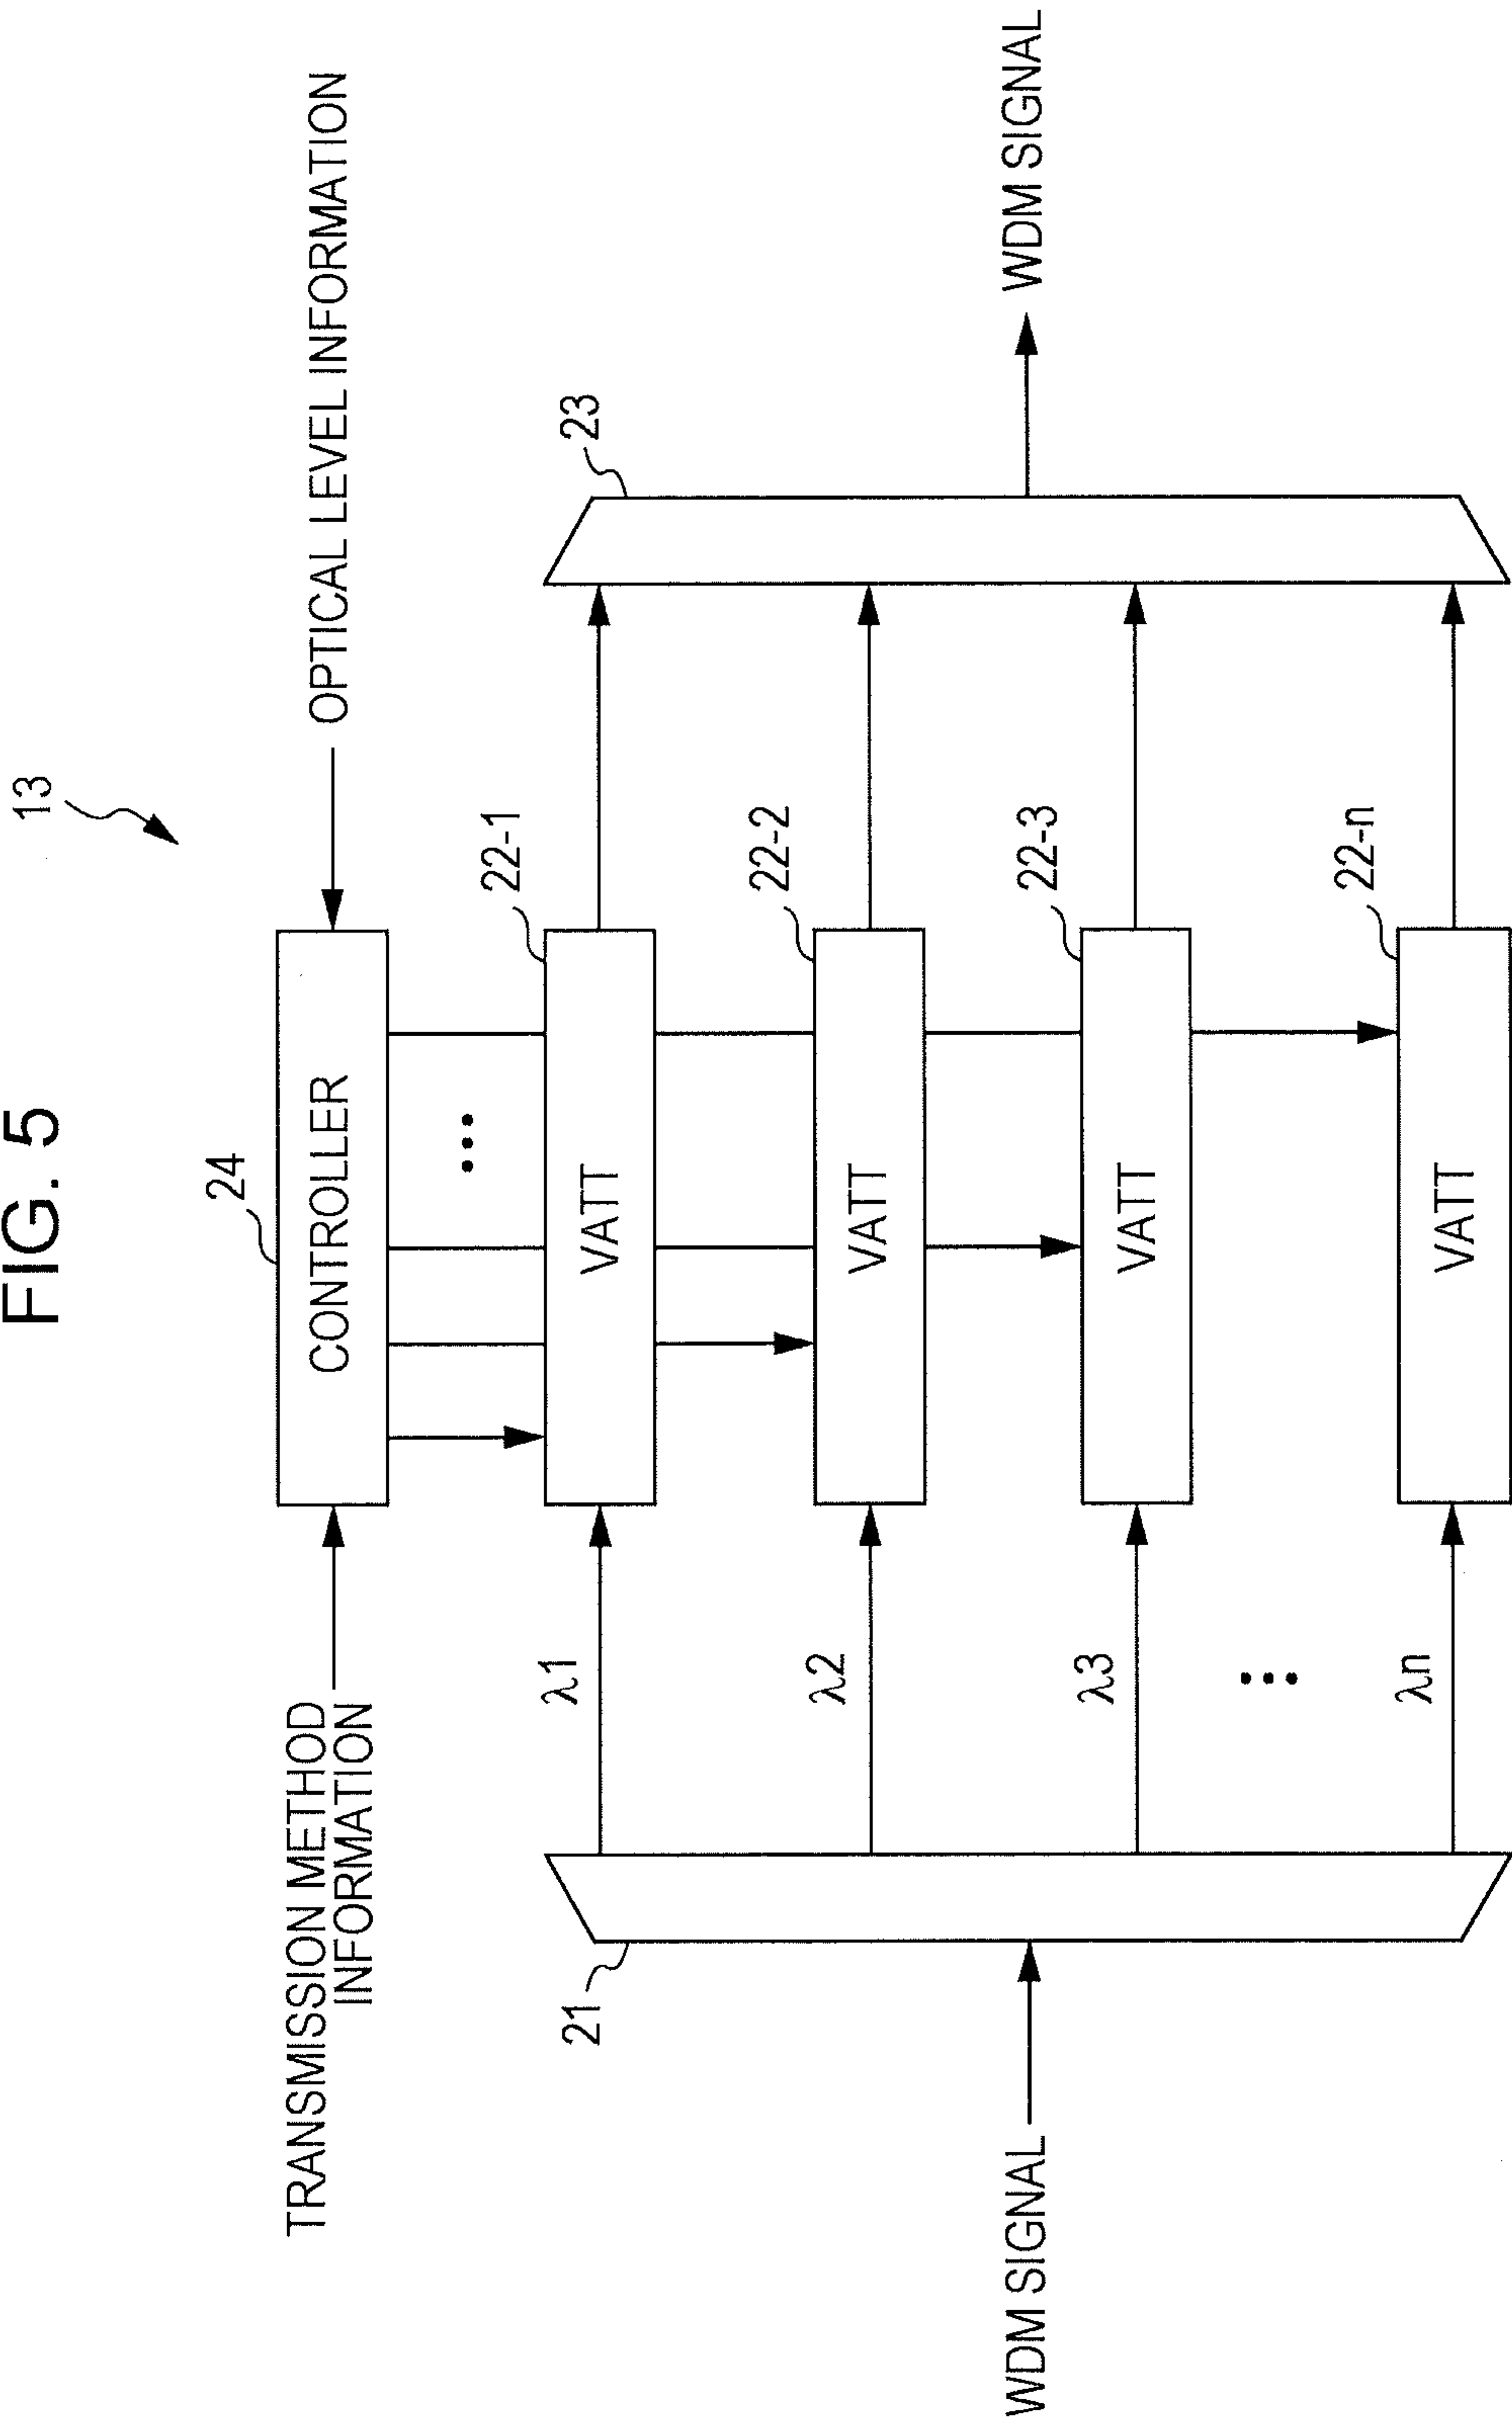 FIG. 5
13
24
TRANSMISSION METHOD
INFORMATION
CONTROLLER
OPTICAL LEVEL INFORMATION
...
22-1
λ1
VATT
21
23
22-2
λ2
VATT
WDM SIGNAL
WDM SIGNAL
22-3
λ3
VATT
...
22-n
λn
VATT